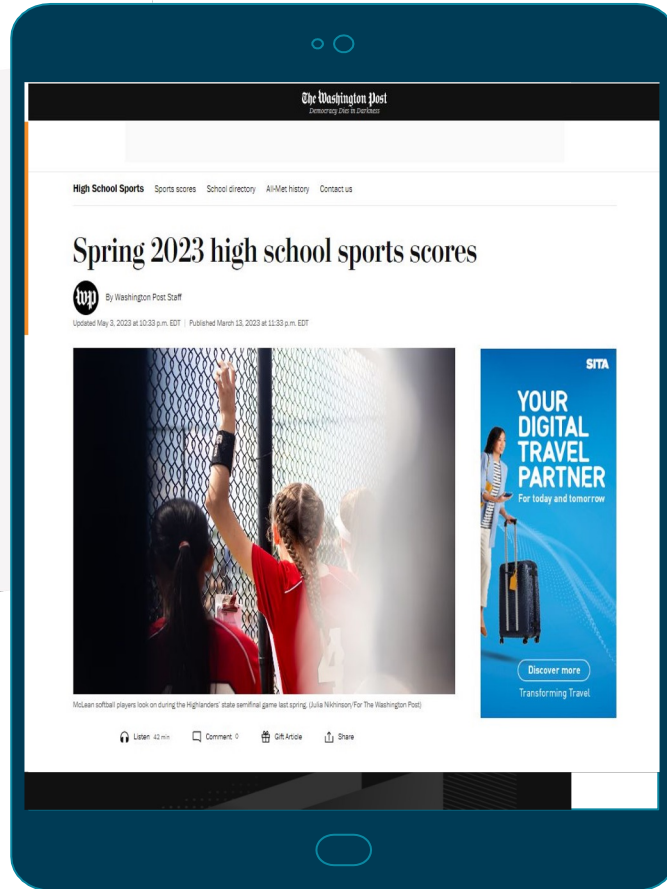 The Washington Post
Democracy Dies in Darkness
High School Sports Sports scores School directory All-Met history Contact us
Spring 2023 high school sports scores
wp
By Washington Post Staff
Updated May 3, 2023 at 10:33 p.m. EDT | Published March 13, 2023 at 11:33 p.m. EDT
SITA
YOUR
DIGITAL
TRAVEL
PARTNER
For today and tomorrow
Discover more
Transforming Travel
McLean softball players look on during the Highlanders' state semifinal game last spring. (Julia Nikhinson/For The Washington Post)
Listen 42 min
Comment 0
Gift Article
Share